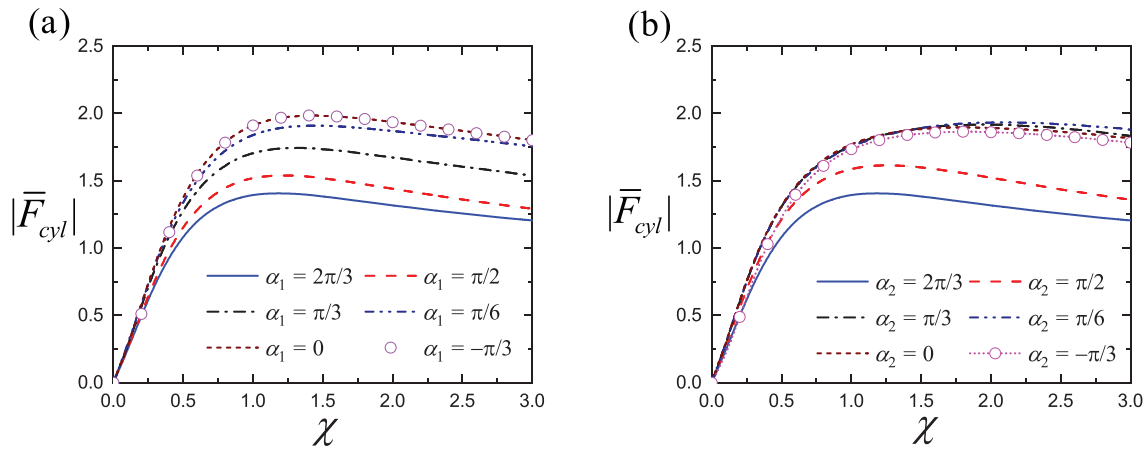 (a)
2.5
2.0
1.5
1.0
0.5
0.0
|F̅cyl|
α1 = 2π/3 α1 = π/2
α1 = π/3 α1 = π/6
α1 = 0 α1 = −π/3
0.0 0.5 1.0 1.5 2.0 2.5 3.0
χ
(b)
2.5
2.0
1.5
1.0
0.5
0.0
|F̅cyl|
α2 = 2π/3 α2 = π/2
α2 = π/3 α2 = π/6
α2 = 0 α2 = −π/3
0.0 0.5 1.0 1.5 2.0 2.5 3.0
χ